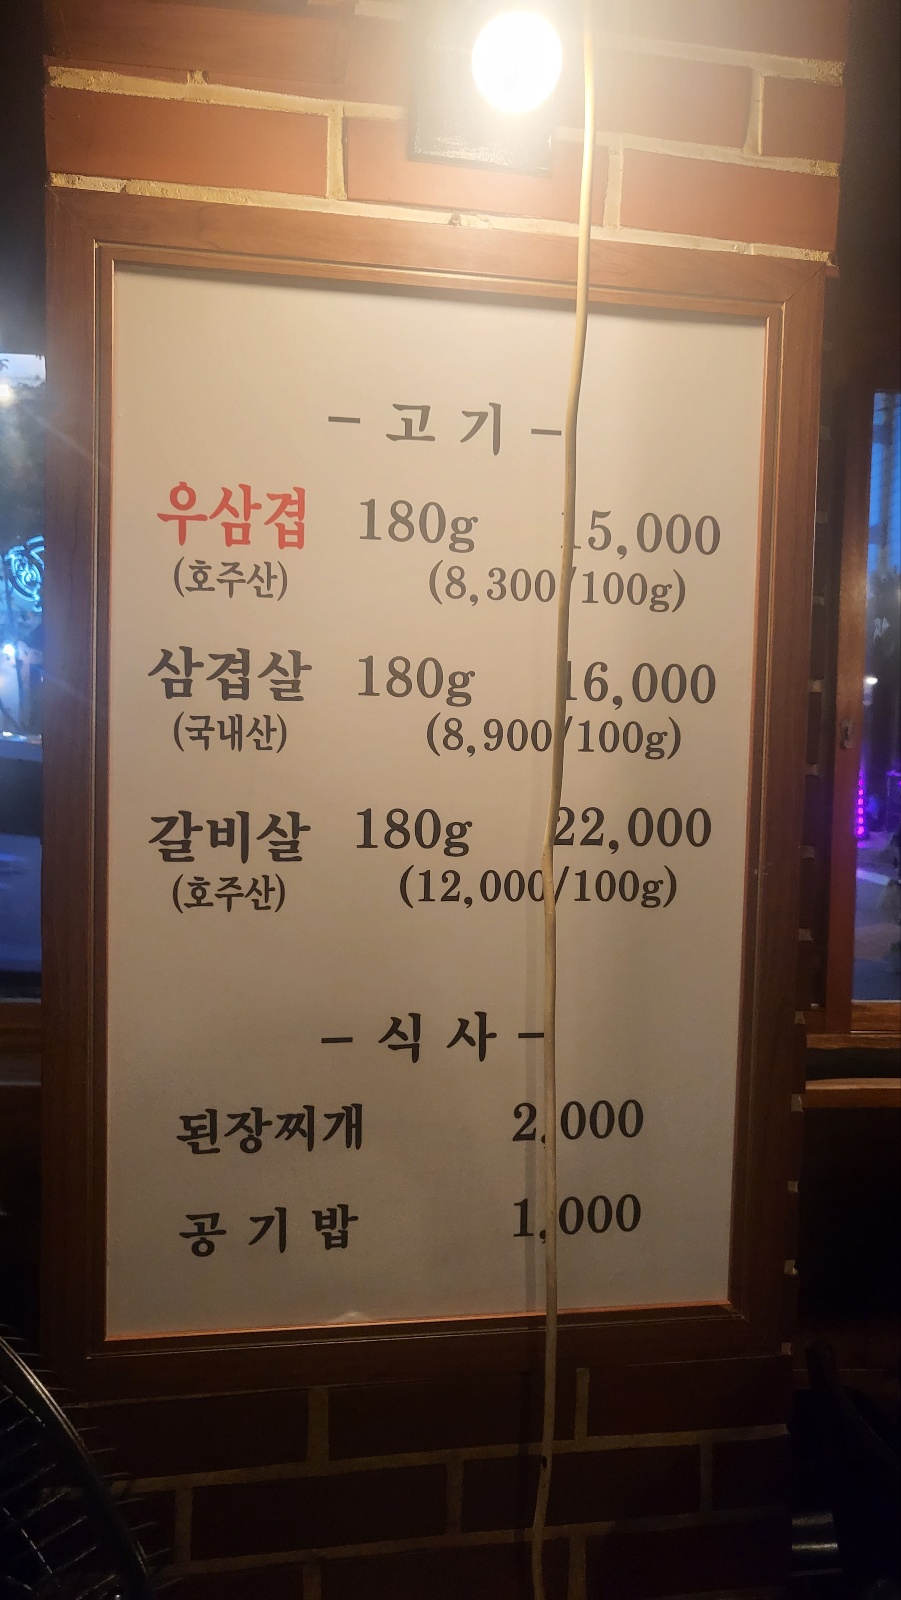 - 고 기 -
우삼겹 180g 15,000
(호주산) (8,300/100g)
삼겹살 180g 16,000
(국내산) (8,900/100g)
갈비살 180g 22,000
(호주산) (12,000/100g)
- 식 사 -
된장찌개 2,000
공 기 밥 1,000